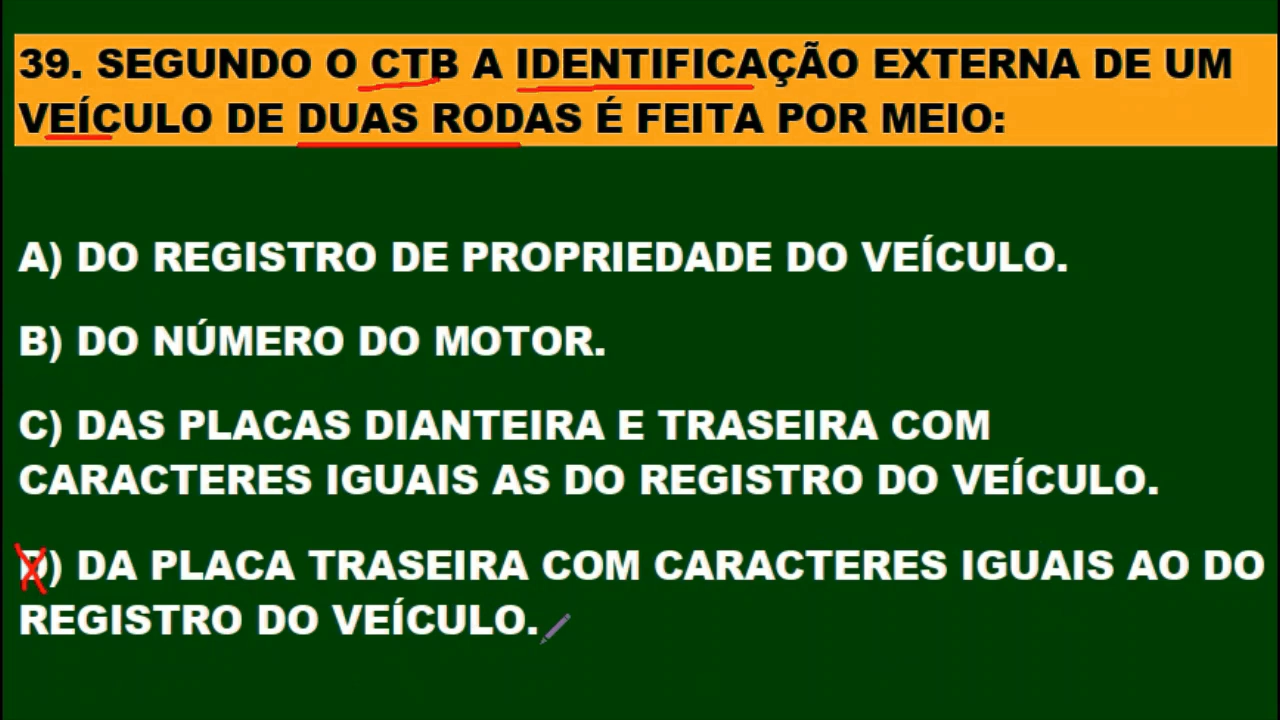 39. SEGUNDO O CTB A IDENTIFICAÇÃO EXTERNA DE UM
VEÍCULO DE DUAS RODAS É FEITA POR MEIO:
A) DO REGISTRO DE PROPRIEDADE DO VEÍCULO.
B) DO NÚMERO DO MOTOR.
C) DAS PLACAS DIANTEIRA E TRASEIRA COM
CARACTERES IGUAIS AS DO REGISTRO DO VEÍCULO.
D) DA PLACA TRASEIRA COM CARACTERES IGUAIS AO DO
REGISTRO DO VEÍCULO.